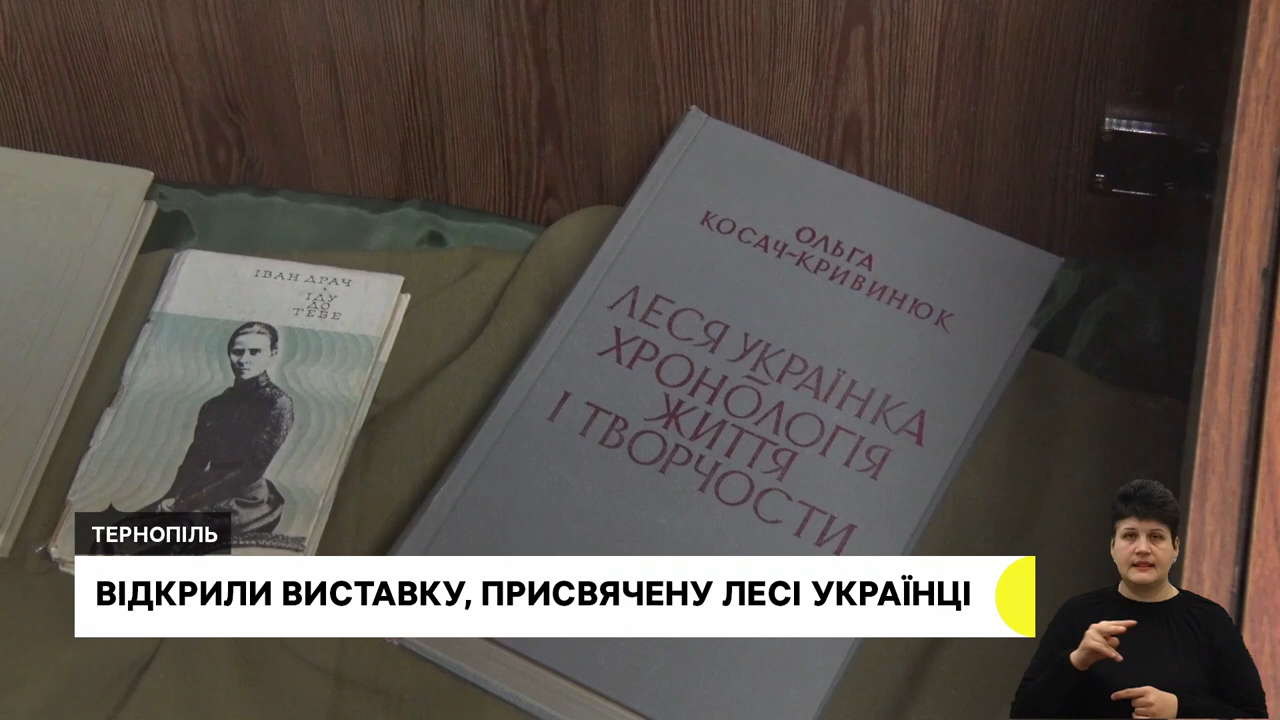 ІВАН ДРАЧ
ІДУ
ДО
ТЕБЕ
ОЛЬГА
КОСАЧ-КРИВИНЮК
ЛЕСЯ УКРАЇНКА
ХРОНОЛОГІЯ
ЖИТТЯ
І ТВОРЧОСТИ
ТЕРНОПІЛЬ
ВІДКРИЛИ ВИСТАВКУ, ПРИСВЯЧЕНУ ЛЕСІ УКРАЇНЦІ